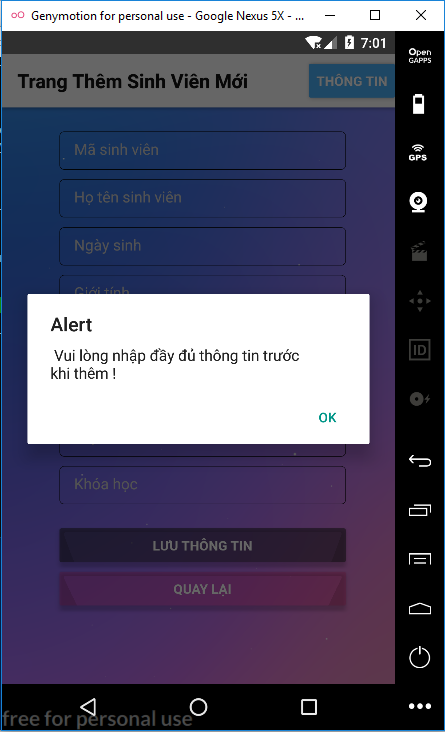 Genymotion for personal use - Google Nexus 5X - ...
7:01
Open
GAPPS
Trang Thêm Sinh Viên Mới
THÔNG TIN
Mã sinh viên
GPS
Họ tên sinh viên
Ngày sinh
Giới tính
Alert
Vui lòng nhập đầy đủ thông tin trước
khi thêm !
OK
ID
Khóa học
LƯU THÔNG TIN
QUAY LẠI
free for personal use